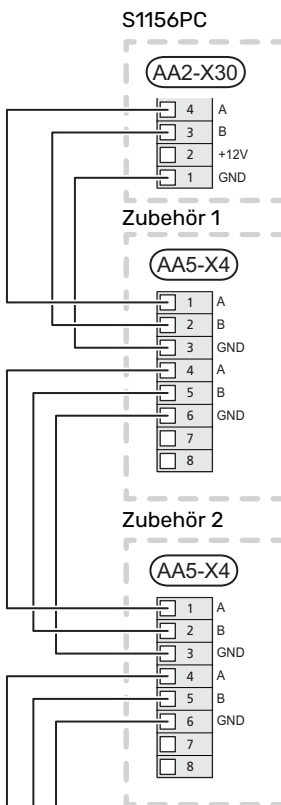 S1156PC
AA2-X30
4 A
3 B
2 +12V
1 GND
Zubehör 1
AA5-X4
1 A
2 B
3 GND
4 A
5 B
6 GND
7
8
Zubehör 2
AA5-X4
1 A
2 B
3 GND
4 A
5 B
6 GND
7
8